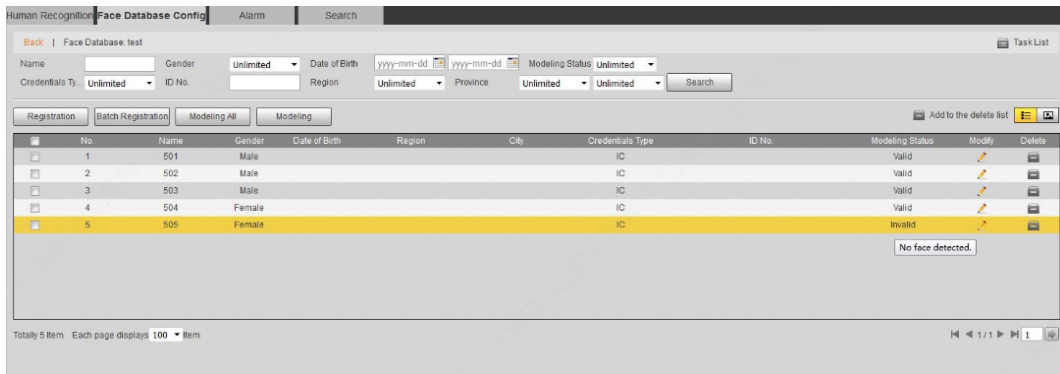 Human Recognition Face Database Config Alarm Search
Back | Face Database: test Task List
Name Gender Unlimited Date of Birth yyyy-mm-dd yyyy-mm-dd Modeling Status Unlimited
Credentials Ty... Unlimited ID No. Region Unlimited Province Unlimited Unlimited Search
Registration Batch Registration Modeling All Modeling Add to the delete list
No. Name Gender Date of Birth Region City Credentials Type ID No. Modeling Status Modify Delete
1 501 Male IC Valid
2 502 Male IC Valid
3 503 Male IC Valid
4 504 Female IC Valid
5 505 Female IC Invalid
No face detected.
Totally 5 Item Each page displays 100 Item 1/1 1